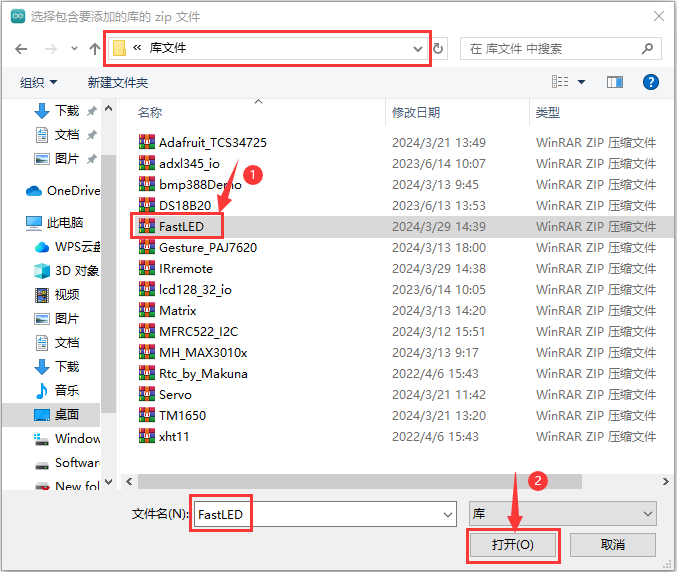 选择包含要添加的库的 zip 文件
« 库文件
在 库文件 中搜索
组织 新建文件夹
名称 修改日期 类型
下载
文档
图片
OneDrive
此电脑
WPS云盘
3D 对象
视频
图片
文档
下载
音乐
桌面
Window
Software
New fol
Adafruit_TCS34725 2024/3/21 13:49 WinRAR ZIP 压缩文件
adxl345_io 2023/6/14 10:07 WinRAR ZIP 压缩文件
bmp388Demo 2024/3/13 9:45 WinRAR ZIP 压缩文件
DS18B20 2023/6/13 13:53 WinRAR ZIP 压缩文件
FastLED 2024/3/29 14:39 WinRAR ZIP 压缩文件
Gesture_PAJ7620 2024/3/13 18:00 WinRAR ZIP 压缩文件
IRremote 2024/3/29 14:38 WinRAR ZIP 压缩文件
lcd128_32_io 2023/6/14 10:05 WinRAR ZIP 压缩文件
Matrix 2024/3/13 14:20 WinRAR ZIP 压缩文件
MFRC522_I2C 2024/3/12 15:51 WinRAR ZIP 压缩文件
MH_MAX3010x 2024/3/13 9:17 WinRAR ZIP 压缩文件
Rtc_by_Makuna 2022/4/6 15:43 WinRAR ZIP 压缩文件
Servo 2024/3/21 11:42 WinRAR ZIP 压缩文件
TM1650 2024/3/21 13:20 WinRAR ZIP 压缩文件
xht11 2022/4/6 15:43 WinRAR ZIP 压缩文件
1
2
文件名(N): FastLED 库
打开(O) 取消